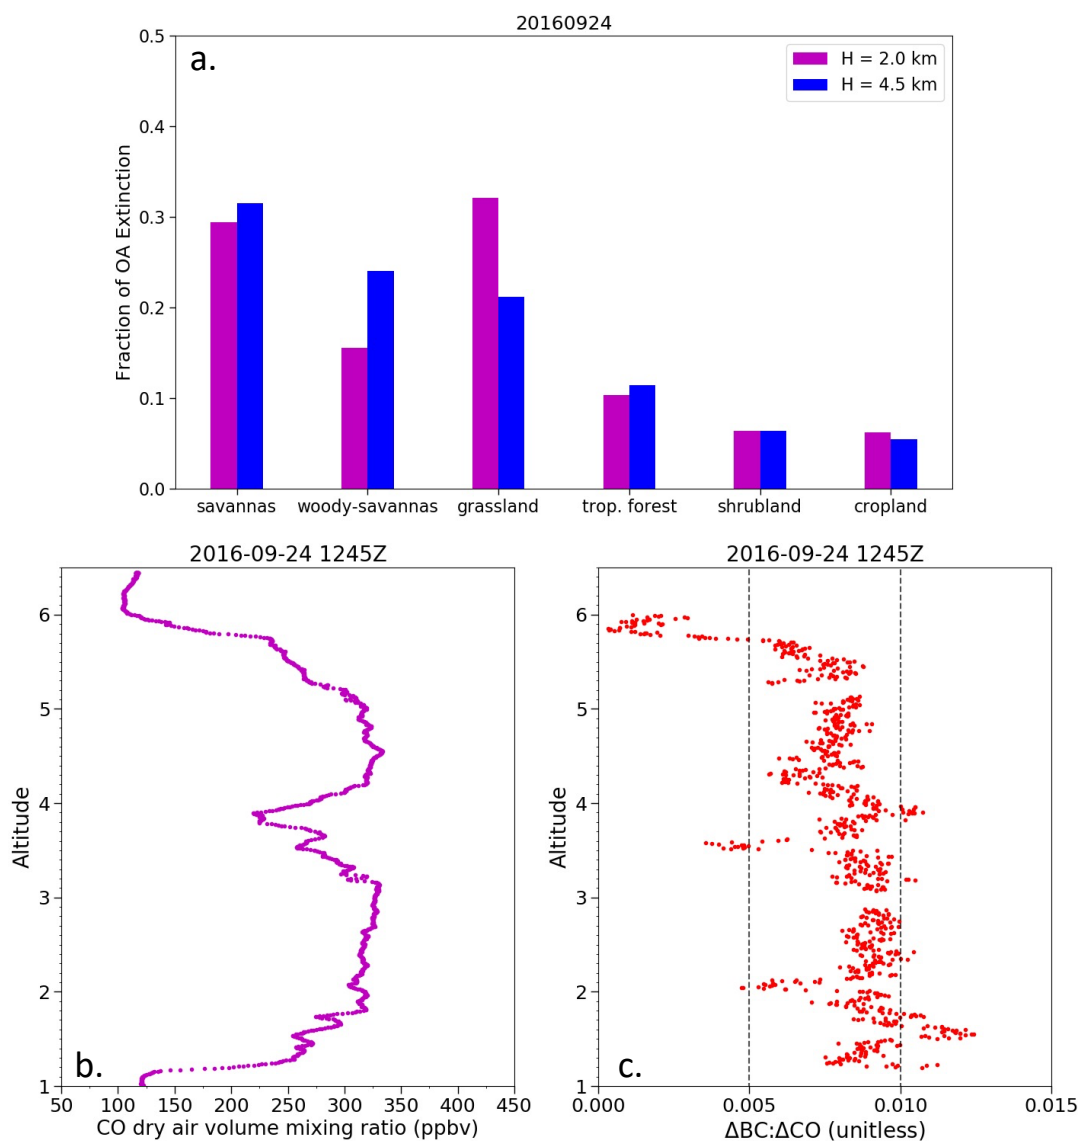 20160924
a.
H = 2.0 km
H = 4.5 km
Fraction of OA Extinction
0.5
0.4
0.3
0.2
0.1
0.0
savannas woody-savannas grassland trop. forest shrubland cropland
2016-09-24 1245Z
Altitude
6
5
4
3
2
1
b.
50 100 150 200 250 300 350 400 450
CO dry air volume mixing ratio (ppbv)
2016-09-24 1245Z
Altitude
6
5
4
3
2
1
c.
0.000 0.005 0.010 0.015
ΔBC:ΔCO (unitless)